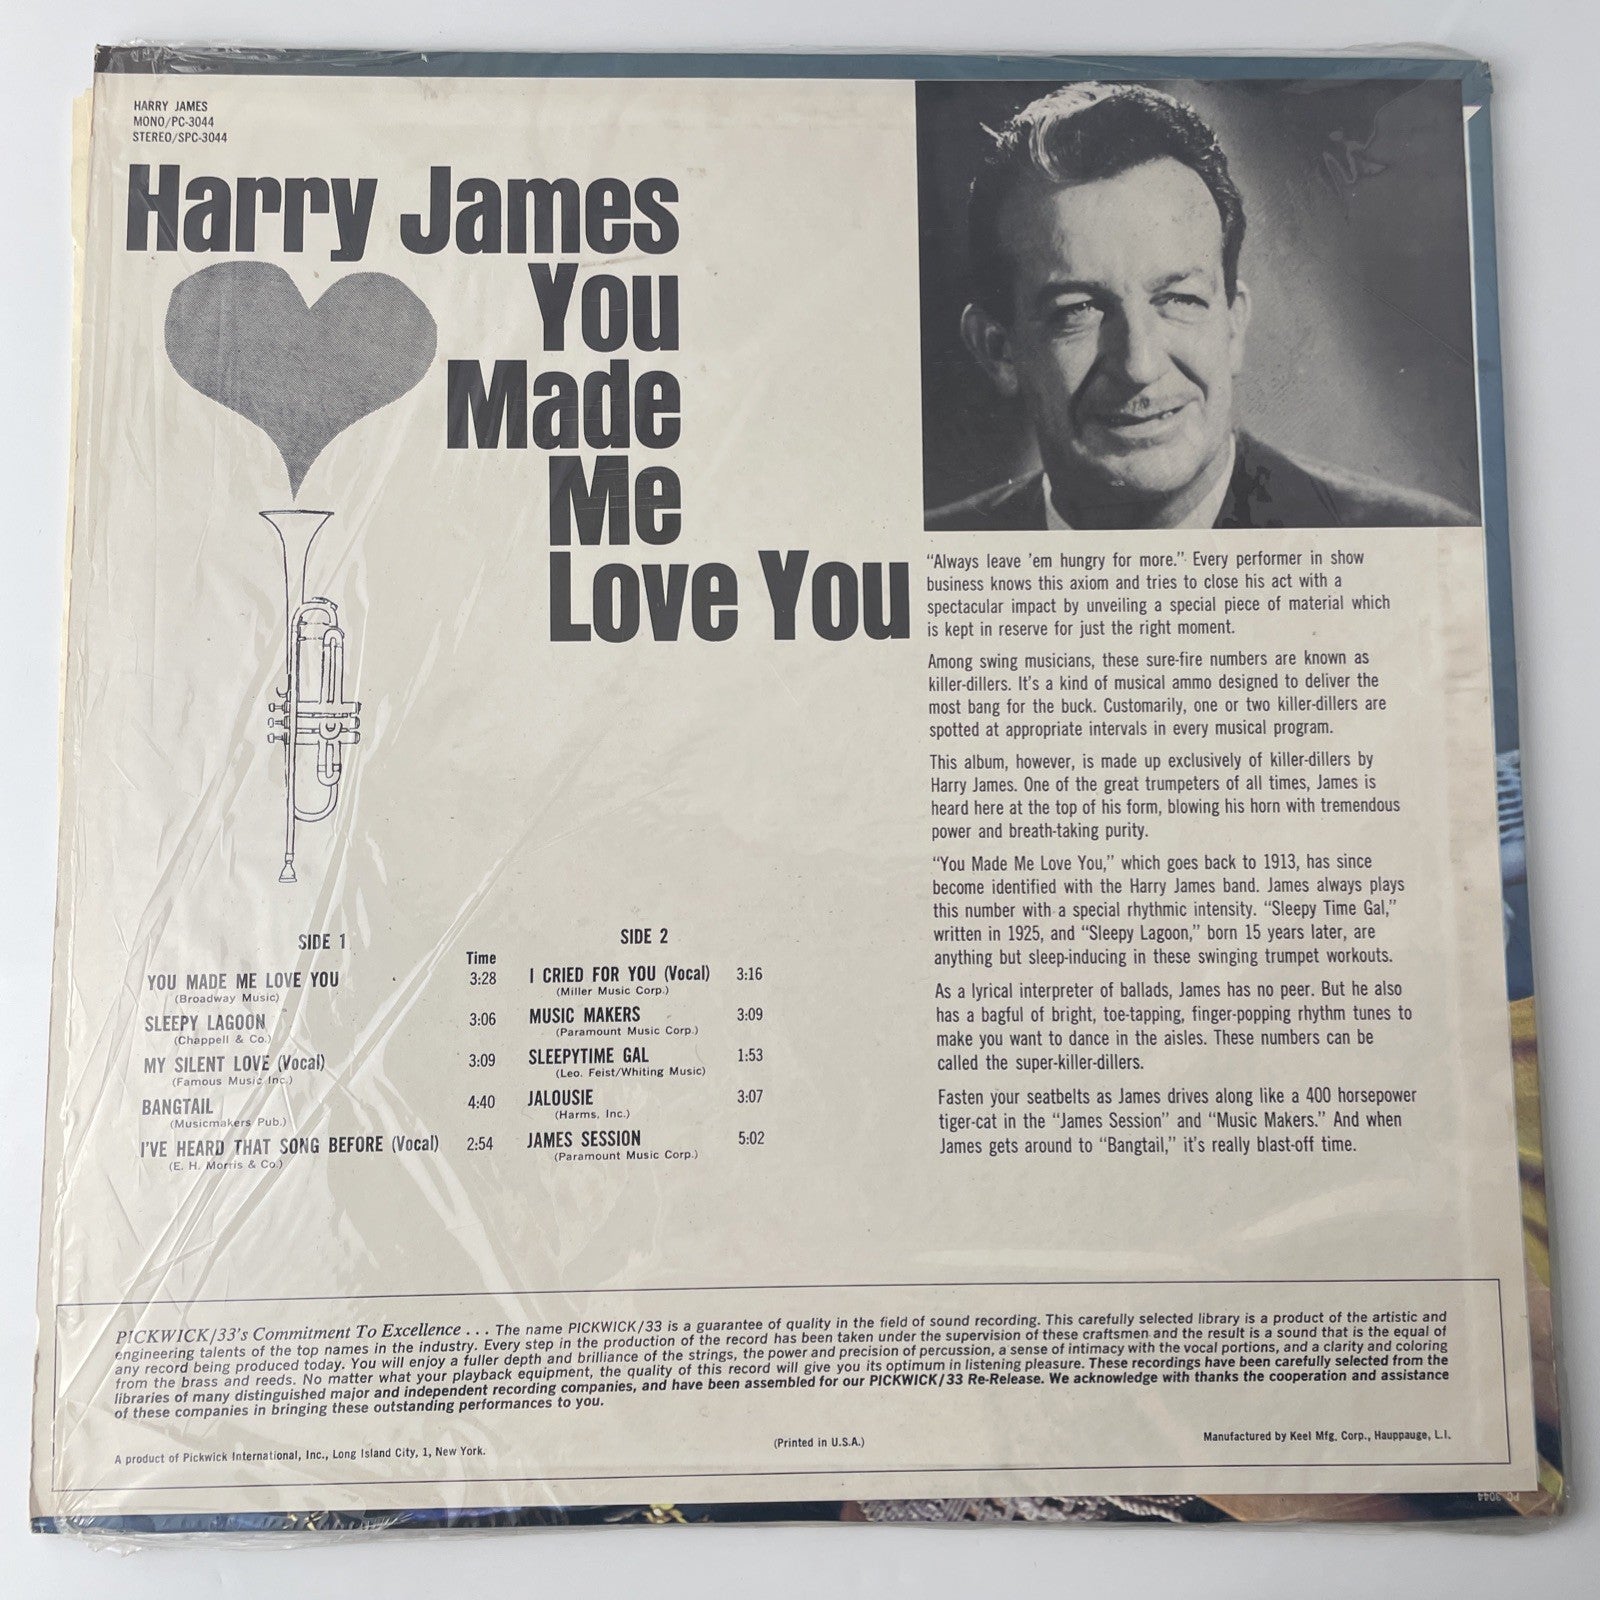 HARRY JAMES
MONO/PC-3044
STEREO/SPC-3044
Harry James
You
Made
Me
Love You
"Always leave 'em hungry for more." Every performer in show
business knows this axiom and tries to close his act with a
spectacular impact by unveiling a special piece of material which
is kept in reserve for just the right moment.
Among swing musicians, these sure-fire numbers are known as
killer-dillers. It's a kind of musical ammo designed to deliver the
most bang for the buck. Customarily, one or two killer-dillers are
spotted at appropriate intervals in every musical program.
This album, however, is made up exclusively of killer-dillers by
Harry James. One of the great trumpeters of all times, James is
heard here at the top of his form, blowing his horn with tremendous
power and breath-taking purity.
"You Made Me Love You," which goes back to 1913, has since
become identified with the Harry James band. James always plays
this number with a special rhythmic intensity. "Sleepy Time Gal,"
written in 1925, and "Sleepy Lagoon," born 15 years later, are
anything but sleep-inducing in these swinging trumpet workouts.
As a lyrical interpreter of ballads, James has no peer. But he also
has a bagful of bright, toe-tapping, finger-popping rhythm tunes to
make you want to dance in the aisles. These numbers can be
called the super-killer-dillers.
Fasten your seatbelts as James drives along like a 400 horsepower
tiger-cat in the "James Session" and "Music Makers." And when
James gets around to "Bangtail," it's really blast-off time.
SIDE 1
Time
YOU MADE ME LOVE YOU 3:28
(Broadway Music)
SLEEPY LAGOON 3:06
(Chappell & Co.)
MY SILENT LOVE (Vocal) 3:09
(Famous Music Inc.)
BANGTAIL 4:40
(Musicmakers Pub.)
I'VE HEARD THAT SONG BEFORE (Vocal) 2:54
(E. H. Morris & Co.)
SIDE 2
I CRIED FOR YOU (Vocal) 3:16
(Miller Music Corp.)
MUSIC MAKERS 3:09
(Paramount Music Corp.)
SLEEPYTIME GAL 1:53
(Leo. Feist/Whiting Music)
JALOUSIE 3:07
(Harms, Inc.)
JAMES SESSION 5:02
(Paramount Music Corp.)
PICKWICK/33's Commitment To Excellence . . . The name PICKWICK/33 is a guarantee of quality in the field of sound recording. This carefully selected library is a product of the artistic and
engineering talents of the top names in the industry. Every step in the production of the record has been taken under the supervision of these craftsmen and the result is a sound that is the equal of
any record being produced today. You will enjoy a fuller depth and brilliance of the strings, the power and precision of percussion, a sense of intimacy with the vocal portions, and a clarity and coloring
from the brass and reeds. No matter what your playback equipment, the quality of this record will give you its optimum in listening pleasure. These recordings have been carefully selected from the
libraries of many distinguished major and independent recording companies, and have been assembled for our PICKWICK/33 Re-Release. We acknowledge with thanks the cooperation and assistance
of these companies in bringing these outstanding performances to you.
A product of Pickwick International, Inc., Long Island City, 1, New York.
(Printed in U.S.A.)
Manufactured by Keel Mfg. Corp., Hauppauge, L.I.
PC-3044